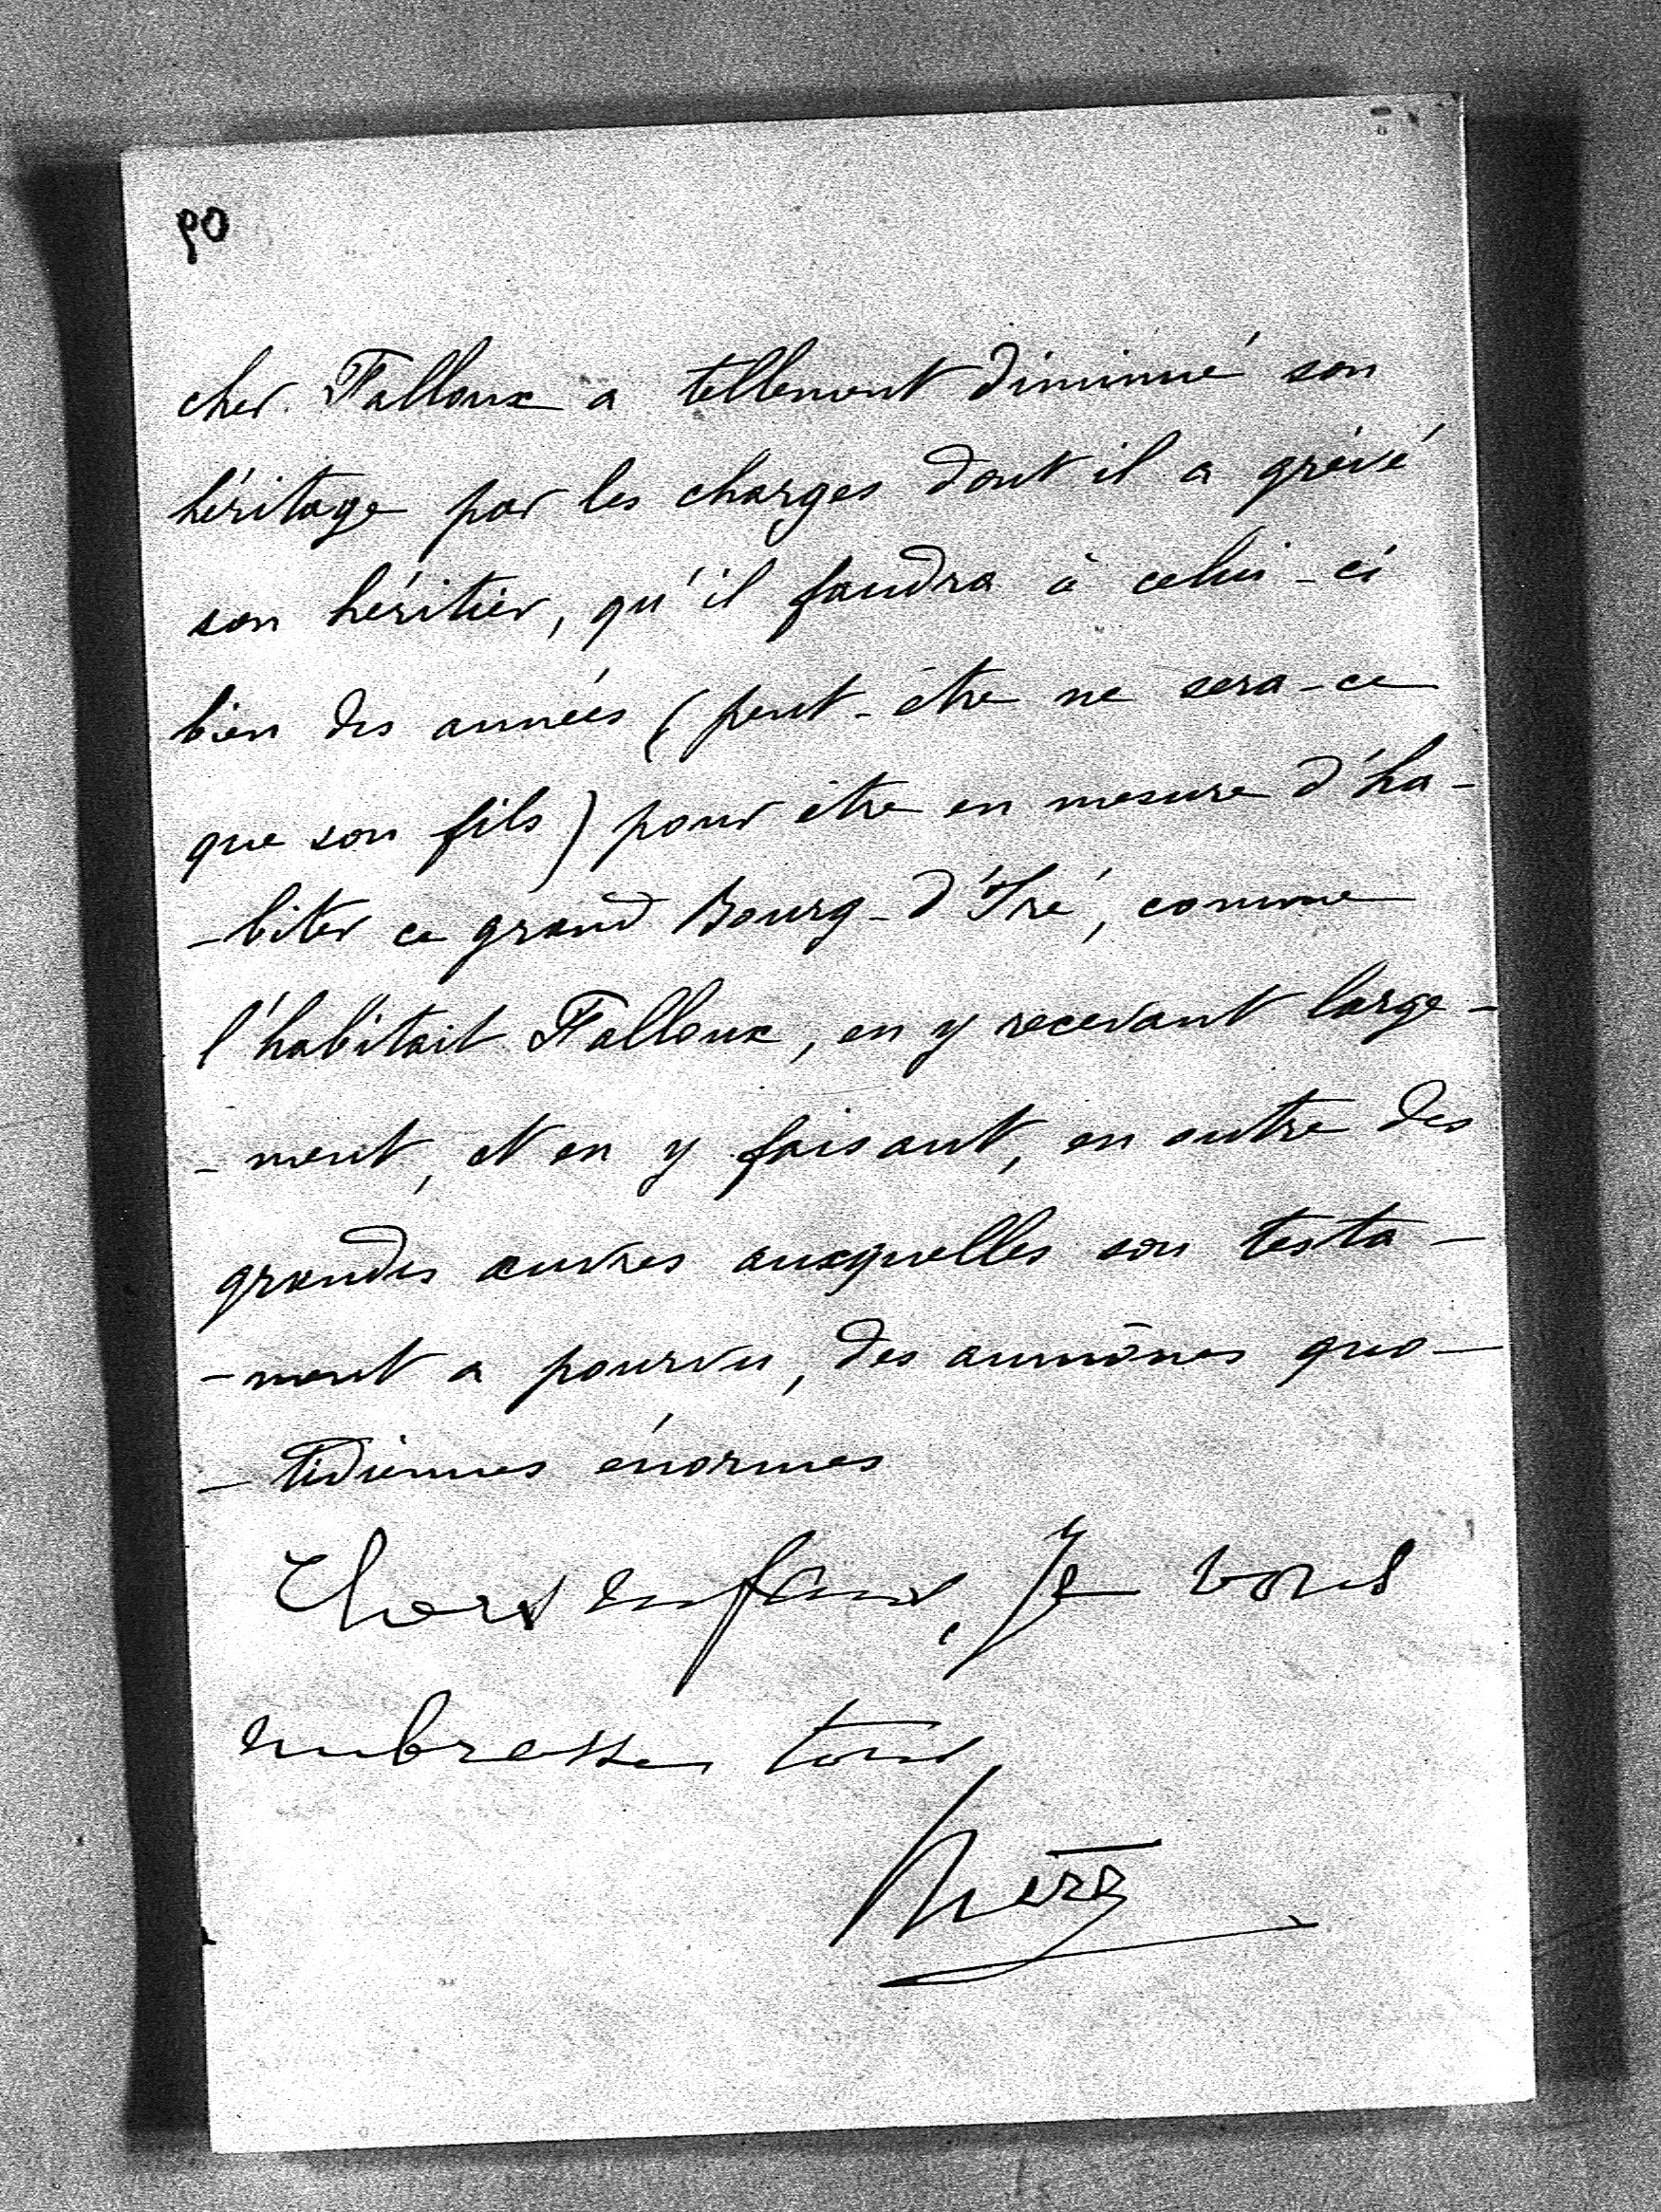 90
cher Falloux a tellement diminué son
héritage par les charges dont il a grévé
son héritier, qu'il faudra à celui-ci
bien des années (peut-être ne sera-ce
que son fils) pour être en mesure d'ha-
-biter ce grand Bourg-d'Iré, comme
l'habitait Falloux, en y recevant large-
-ment, et en y faisant, en outre des
grandes œuvres auxquelles son testa-
-ment a pourvu, des aumônes quo-
-tidiennes énormes
Chers enfans, Je vous
embrasse tous